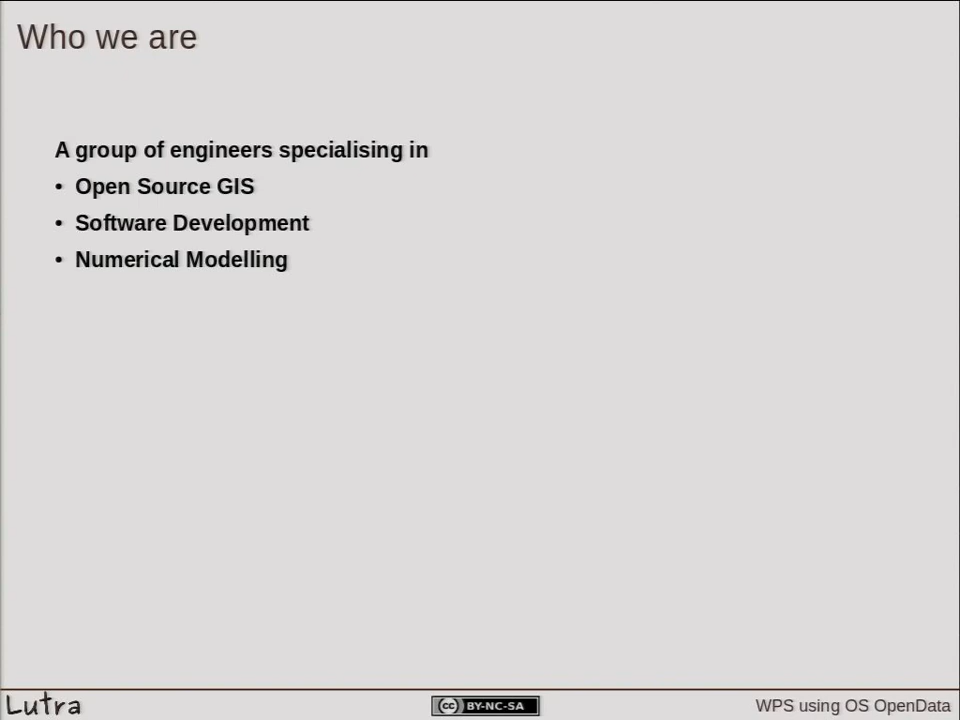 Who we are
A group of engineers specialising in
• Open Source GIS
• Software Development
• Numerical Modelling
Lutra
cc BY-NC-SA
WPS using OS OpenData